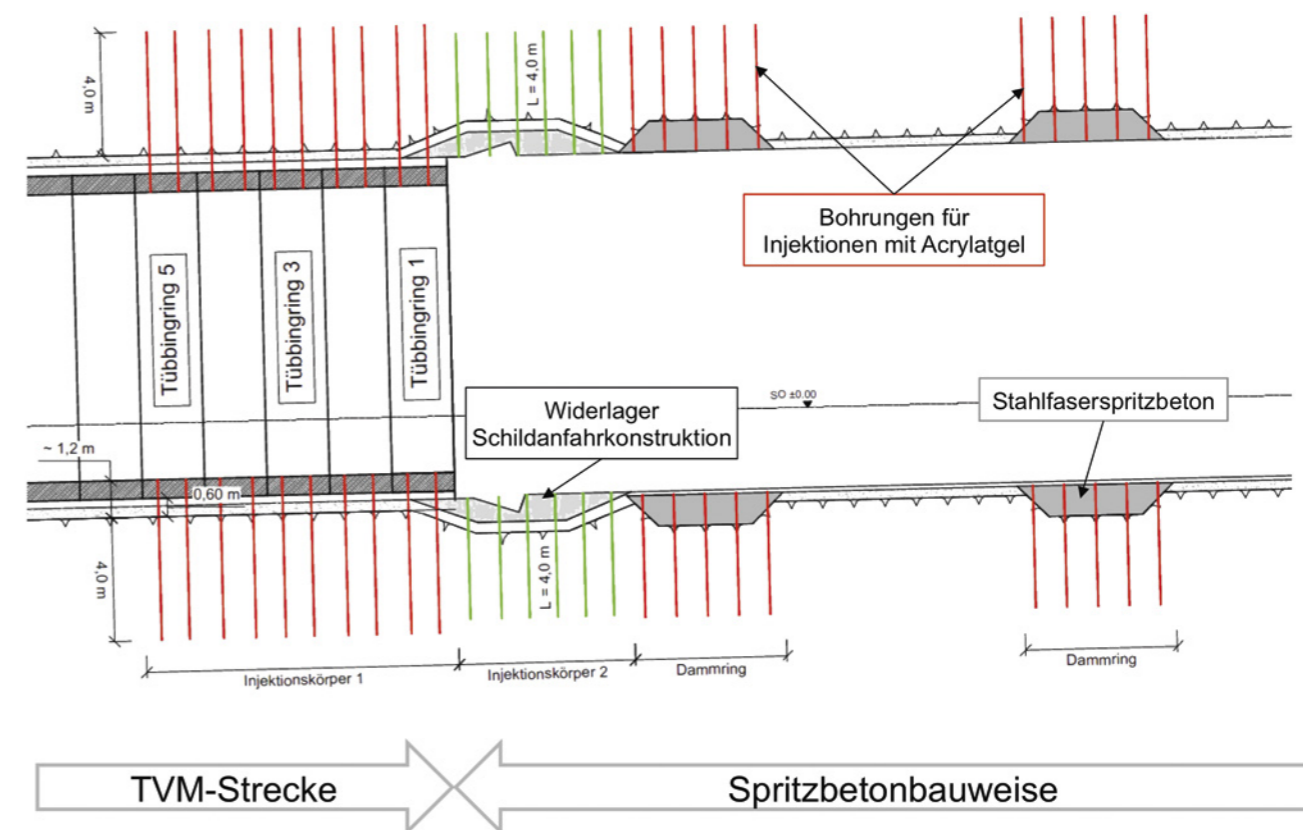 4,0 m
L = 4,0 m
Bohrungen für
Injektionen mit Acrylatgel
Tübbingring 5
Tübbingring 3
Tübbingring 1
SO ±0.00
Widerlager
Schildanfahrkonstruktion
Stahlfaserspritzbeton
~ 1,2 m
0,60 m
4,0 m
L = 4,0 m
Injektionskörper 1
Injektionskörper 2
Dammring
Dammring
TVM-Strecke
Spritzbetonbauweise